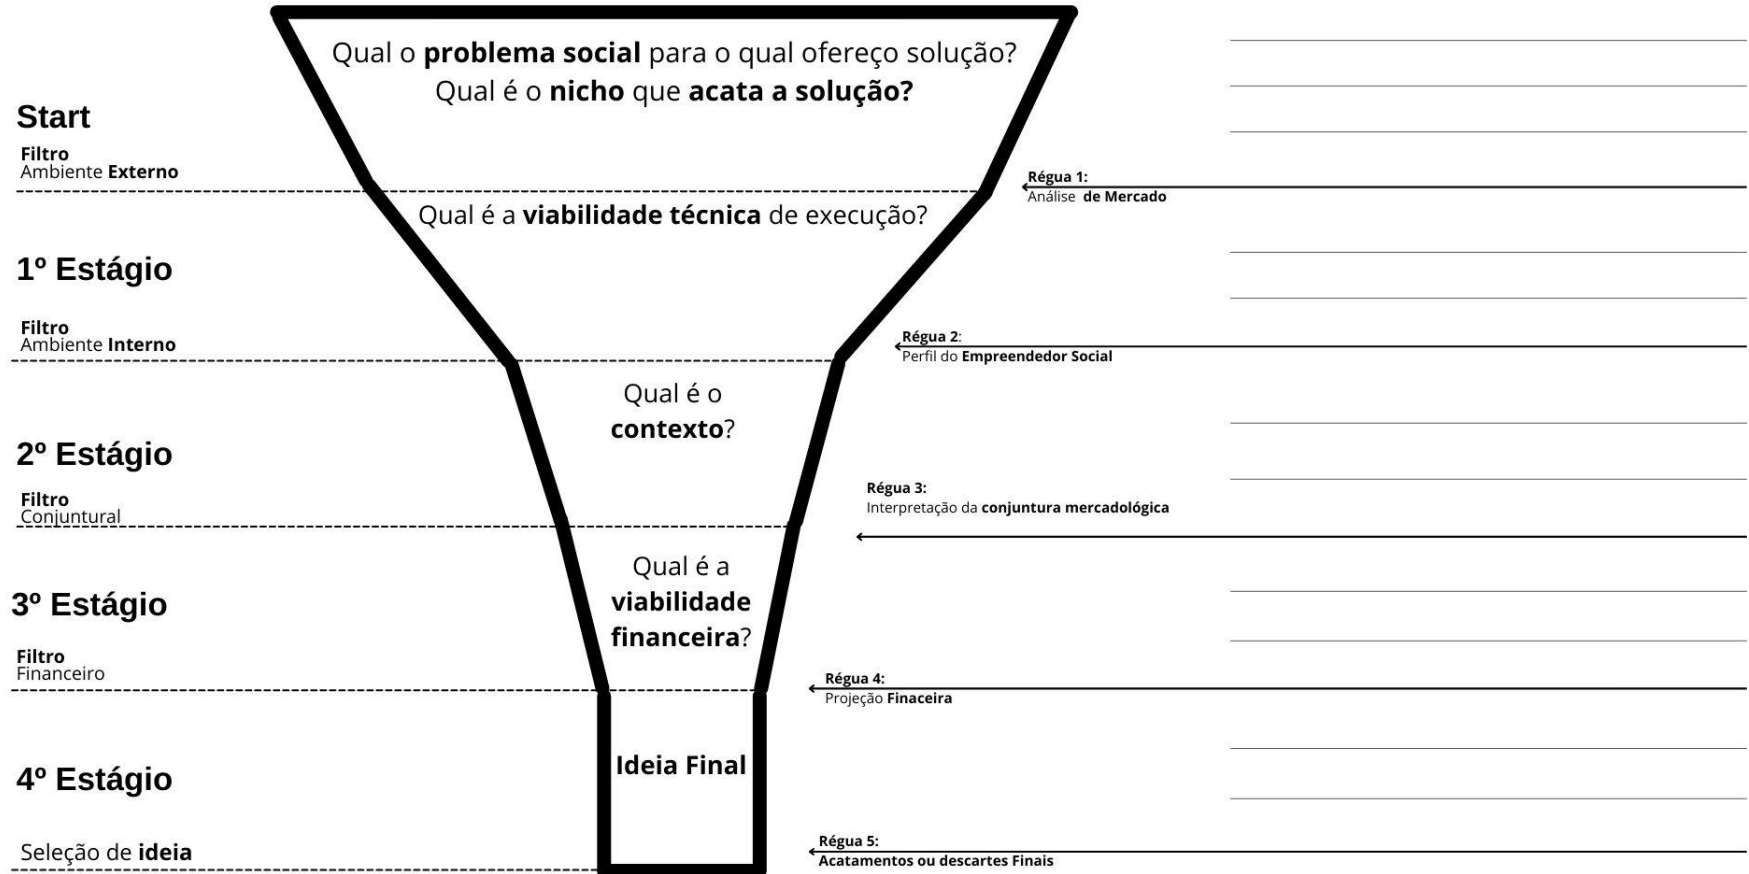 Qual o problema social para o qual ofereço solução?
Qual é o nicho que acata a solução?
Start
Filtro
Ambiente Externo
Régua 1:
Análise de Mercado
Qual é a viabilidade técnica de execução?
1º Estágio
Filtro
Ambiente Interno
Régua 2:
Perfil do Empreendedor Social
Qual é o
contexto?
2º Estágio
Filtro
Conjuntural
Régua 3:
Interpretação da conjuntura mercadológica
Qual é a
viabilidade
financeira?
3º Estágio
Filtro
Financeiro
Régua 4:
Projeção Finaceira
Ideia Final
4º Estágio
Seleção de ideia
Régua 5:
Acatamentos ou descartes Finais